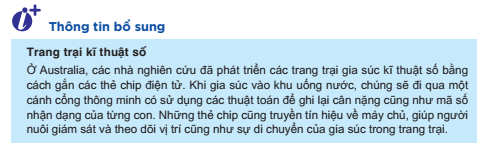 i+ Thông tin bổ sung
Trang trại kĩ thuật số
Ở Australia, các nhà nghiên cứu đã phát triển các trang trại gia súc kĩ thuật số bằng
cách gắn các thẻ chip điện tử. Khi gia súc vào khu uống nước, chúng sẽ đi qua một
cánh cổng thông minh có sử dụng các thuật toán để ghi lại cân nặng cũng như mã số
nhận dạng của từng con. Những thẻ chip cũng truyền tín hiệu về máy chủ, giúp người
nuôi giám sát và theo dõi vị trí cũng như sự di chuyển của gia súc trong trang trại.